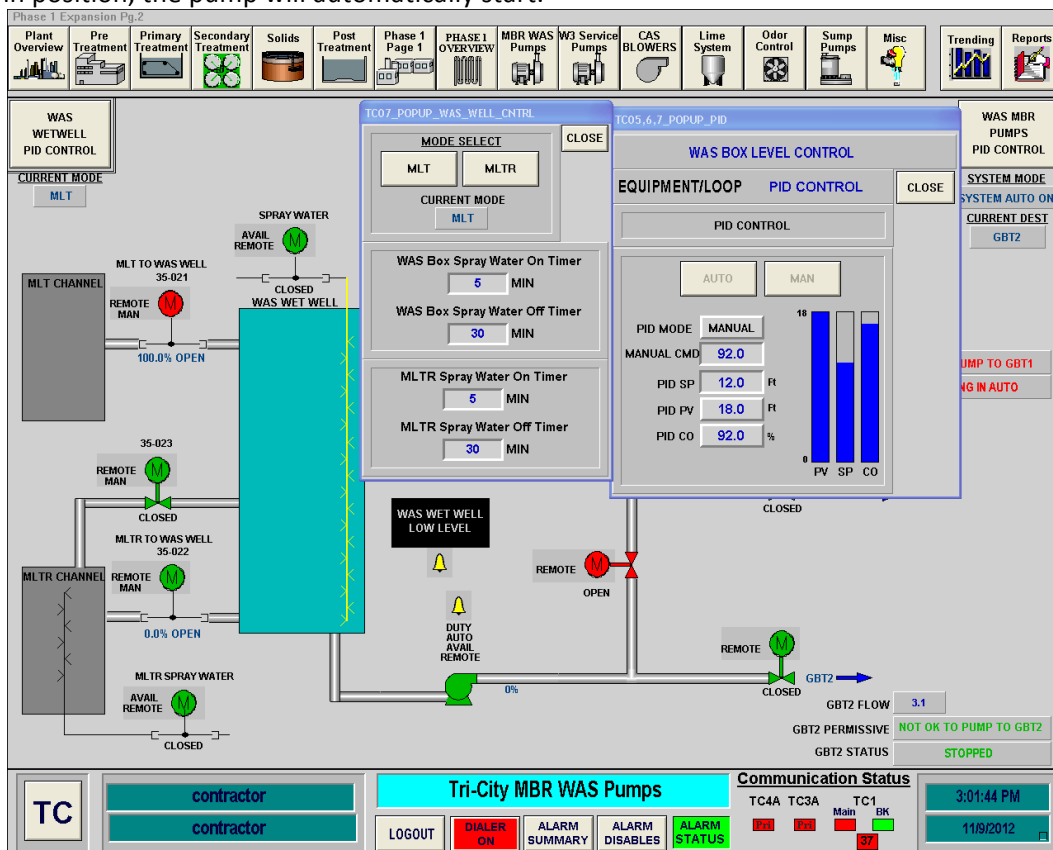 in position, the pump will automatically start.
Phase 1 Expansion Pg.2
Plant Overview
Pre Treatment
Primary Treatment
Secondary Treatment
Solids
Post Treatment
Phase 1 Page 1
PHASE 1 OVERVIEW
MBR WAS Pumps
W3 Service Pumps
CAS BLOWERS
Lime System
Odor Control
Sump Pumps
Misc
Trending
Reports
WAS
WETWELL
PID CONTROL
CURRENT MODE
MLT
TC07_POPUP_WAS_WELL_CNTRL
CLOSE
MODE SELECT
MLT
MLTR
CURRENT MODE
MLT
WAS Box Spray Water On Timer
5 MIN
WAS Box Spray Water Off Timer
30 MIN
MLTR Spray Water On Timer
5 MIN
MLTR Spray Water Off Timer
30 MIN
TC05,6,7_POPUP_PID
WAS BOX LEVEL CONTROL
EQUIPMENT/LOOP PID CONTROL
CLOSE
PID CONTROL
AUTO
MAN
PID MODE MANUAL
MANUAL CMD 92.0
PID SP 12.0 Ft
PID PV 18.0 Ft
PID CO 92.0 %
18
0
PV SP CO
WAS MBR
PUMPS
PID CONTROL
SYSTEM MODE
SYSTEM AUTO ON
CURRENT DEST
GBT2
SPRAY WATER
AVAIL
REMOTE
M
CLOSED
MLT TO WAS WELL
35-021
MLT CHANNEL
REMOTE
MAN
M
100.0% OPEN
WAS WET WELL
35-023
REMOTE
MAN
M
CLOSED
MLTR TO WAS WELL
35-022
MLTR CHANNEL
REMOTE
MAN
M
0.0% OPEN
MLTR SPRAY WATER
AVAIL
REMOTE
M
CLOSED
WAS WET WELL
LOW LEVEL
DUTY
AUTO
AVAIL
REMOTE
0%
REMOTE
M
OPEN
CLOSED
UMP TO GBT1
NG IN AUTO
REMOTE
M
CLOSED
GBT2
GBT2 FLOW 3.1
GBT2 PERMISSIVE NOT OK TO PUMP TO GBT2
GBT2 STATUS STOPPED
TC
contractor
contractor
Tri-City MBR WAS Pumps
LOGOUT
DIALER ON
ALARM SUMMARY
ALARM DISABLES
ALARM STATUS
Communication Status
TC4A TC3A TC1
Main BK
Pri
Pri
37
3:01:44 PM
11/9/2012